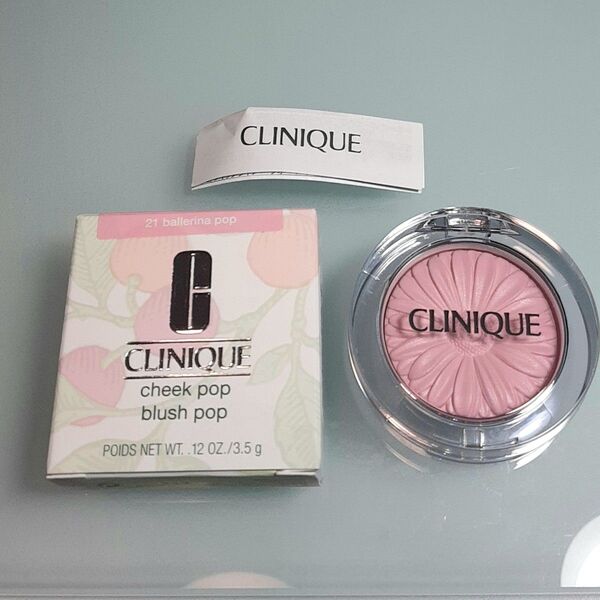 CLINIQUE
21 ballerina pop
CLINIQUE
cheek pop
blush pop
POIDS NET WT. .12 OZ./3.5 g
CLINIQUE